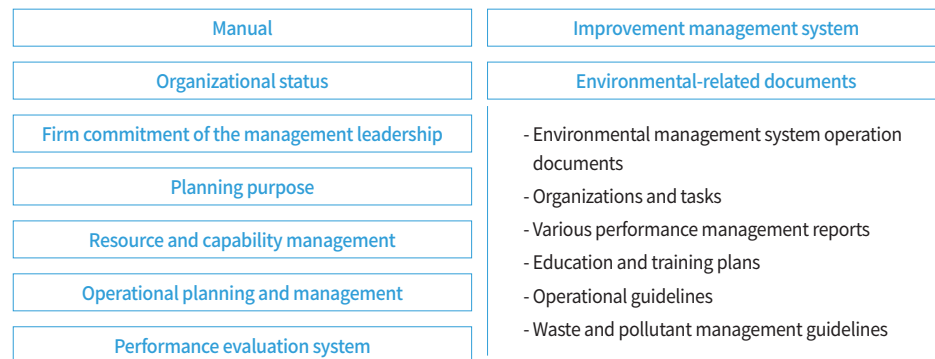 Manual
Organizational status
Firm commitment of the management leadership
Planning purpose
Resource and capability management
Operational planning and management
Performance evaluation system
Improvement management system
Environmental-related documents
- Environmental management system operation
documents
- Organizations and tasks
- Various performance management reports
- Education and training plans
- Operational guidelines
- Waste and pollutant management guidelines